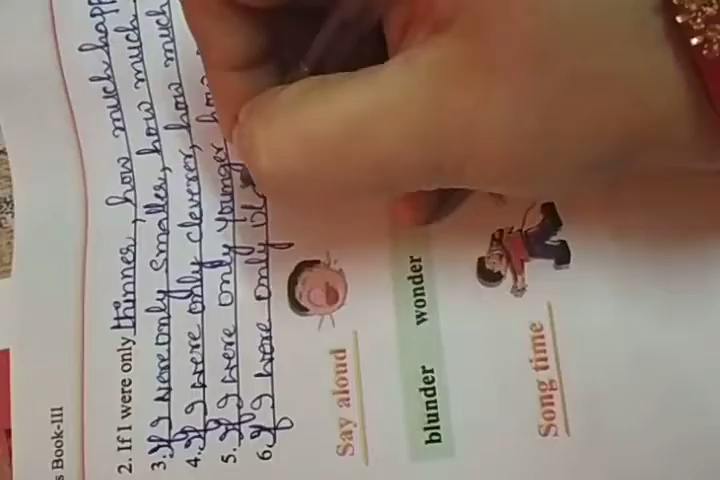 s Book-III
2. If I were only thinner, how much happ
3. If I were only smaller, how much
4. If I were only cleverer, how much
5. If I were only younger, how
6. If I were only
Say aloud
blunder wonder
Song time